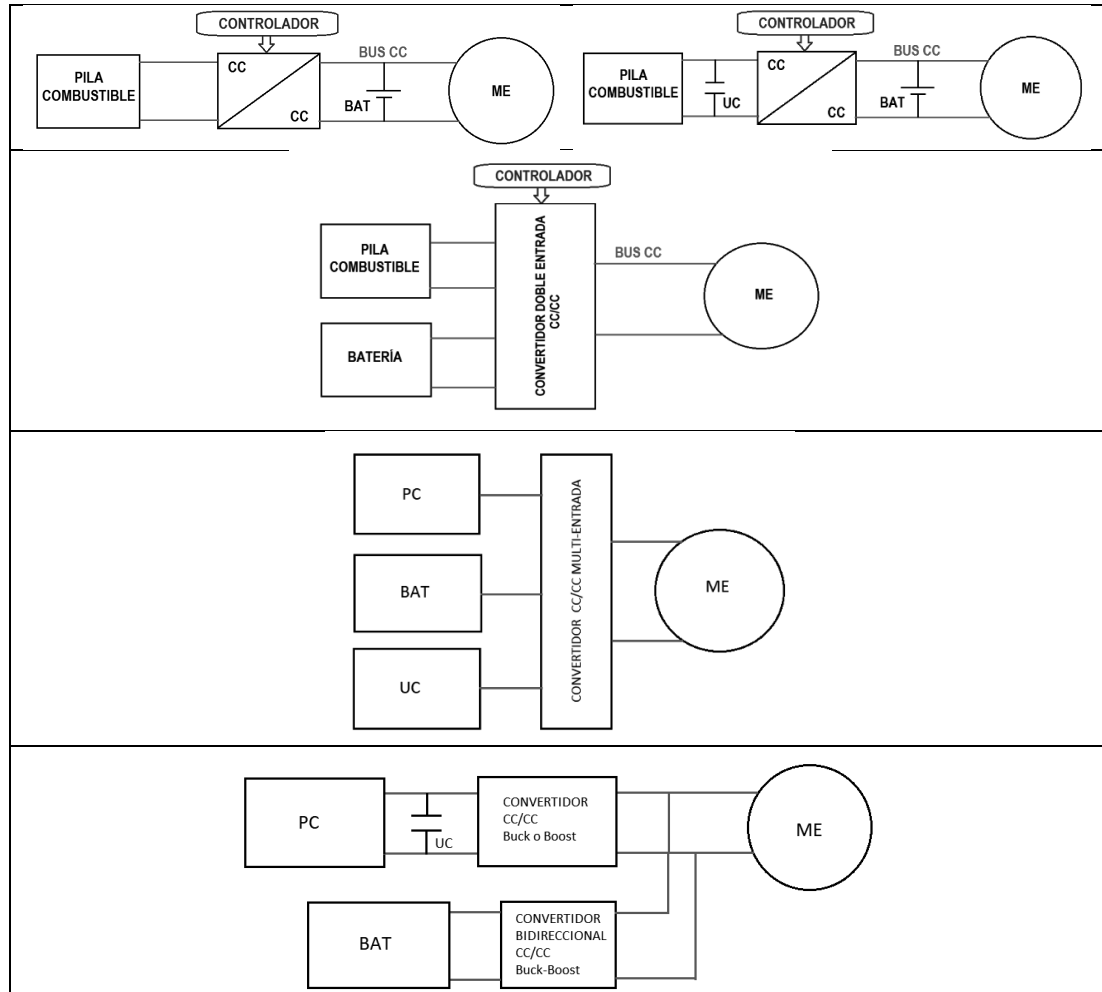 CONTROLADOR
PILA
COMBUSTIBLE
CC
CC
BUS CC
BAT
ME
CONTROLADOR
PILA
COMBUSTIBLE
UC
CC
CC
BUS CC
BAT
ME
CONTROLADOR
PILA
COMBUSTIBLE
BATERÍA
CONVERTIDOR DOBLE ENTRADA
CC/CC
BUS CC
ME
PC
BAT
UC
CONVERTIDOR CC/CC MULTI-ENTRADA
ME
PC
UC
CONVERTIDOR
CC/CC
Buck o Boost
ME
BAT
CONVERTIDOR
BIDIRECCIONAL
CC/CC
Buck-Boost